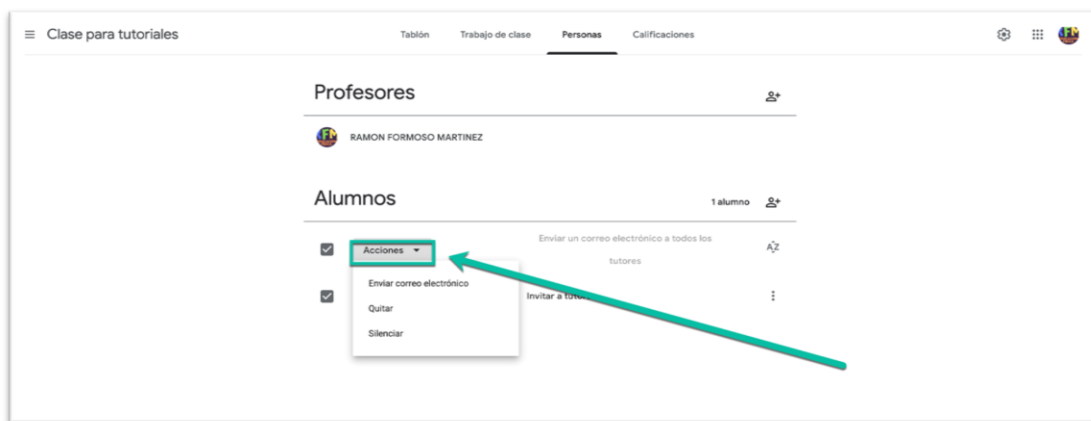 Clase para tutoriales
Tablón
Trabajo de clase
Personas
Calificaciones
Profesores
RAMON FORMOSO MARTINEZ
Alumnos
1 alumno
Acciones
Enviar un correo electrónico a todos los
tutores
AZ
Enviar correo electrónico
Invitar a
Quitar
Silenciar